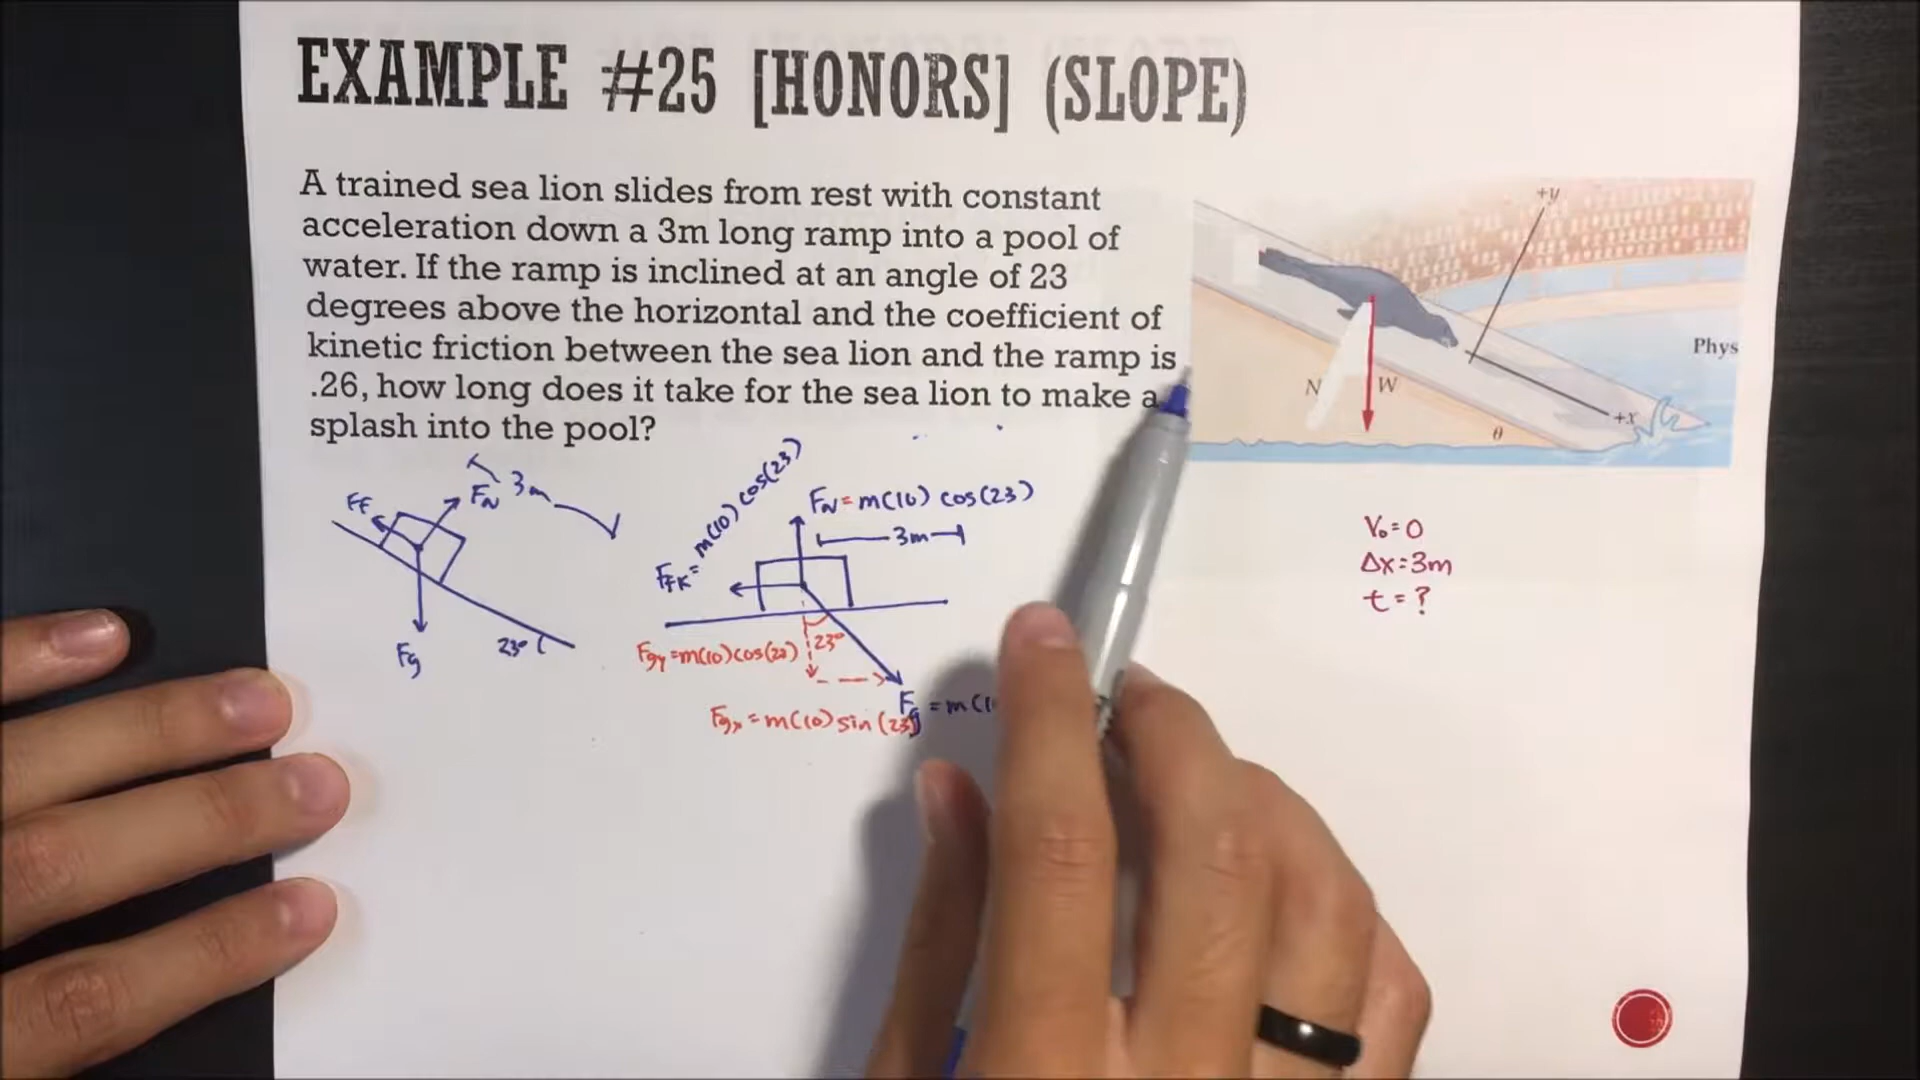 EXAMPLE #25 [HONORS] (SLOPE)
A trained sea lion slides from rest with constant
acceleration down a 3m long ramp into a pool of
water. If the ramp is inclined at an angle of 23
degrees above the horizontal and the coefficient of
kinetic friction between the sea lion and the ramp is
.26, how long does it take for the sea lion to make a
splash into the pool?
+y
Phys
N
W
+x
θ
3m
FN
Ff
Fg
23°
FN=m(10) cos(23)
3m
Ffk=m(10) cos(23)
Fgy=m(10)cos(23)
23°
Fg=m(1
Fgx=m(10) sin(23)
V₀=0
Δx=3m
t=?